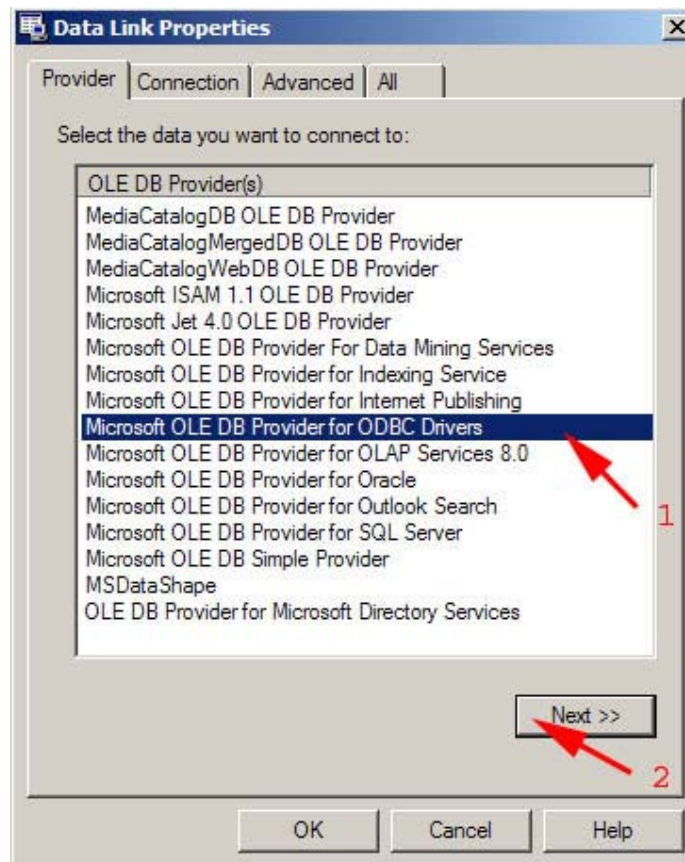 Data Link Properties
Provider Connection Advanced All
Select the data you want to connect to:
OLE DB Provider(s)
MediaCatalogDB OLE DB Provider
MediaCatalogMergedDB OLE DB Provider
MediaCatalogWebDB OLE DB Provider
Microsoft ISAM 1.1 OLE DB Provider
Microsoft Jet 4.0 OLE DB Provider
Microsoft OLE DB Provider For Data Mining Services
Microsoft OLE DB Provider for Indexing Service
Microsoft OLE DB Provider for Internet Publishing
Microsoft OLE DB Provider for ODBC Drivers
Microsoft OLE DB Provider for OLAP Services 8.0
Microsoft OLE DB Provider for Oracle
Microsoft OLE DB Provider for Outlook Search
1
Microsoft OLE DB Provider for SQL Server
Microsoft OLE DB Simple Provider
MSDataShape
OLE DB Provider for Microsoft Directory Services
Next >>
2
OK Cancel Help